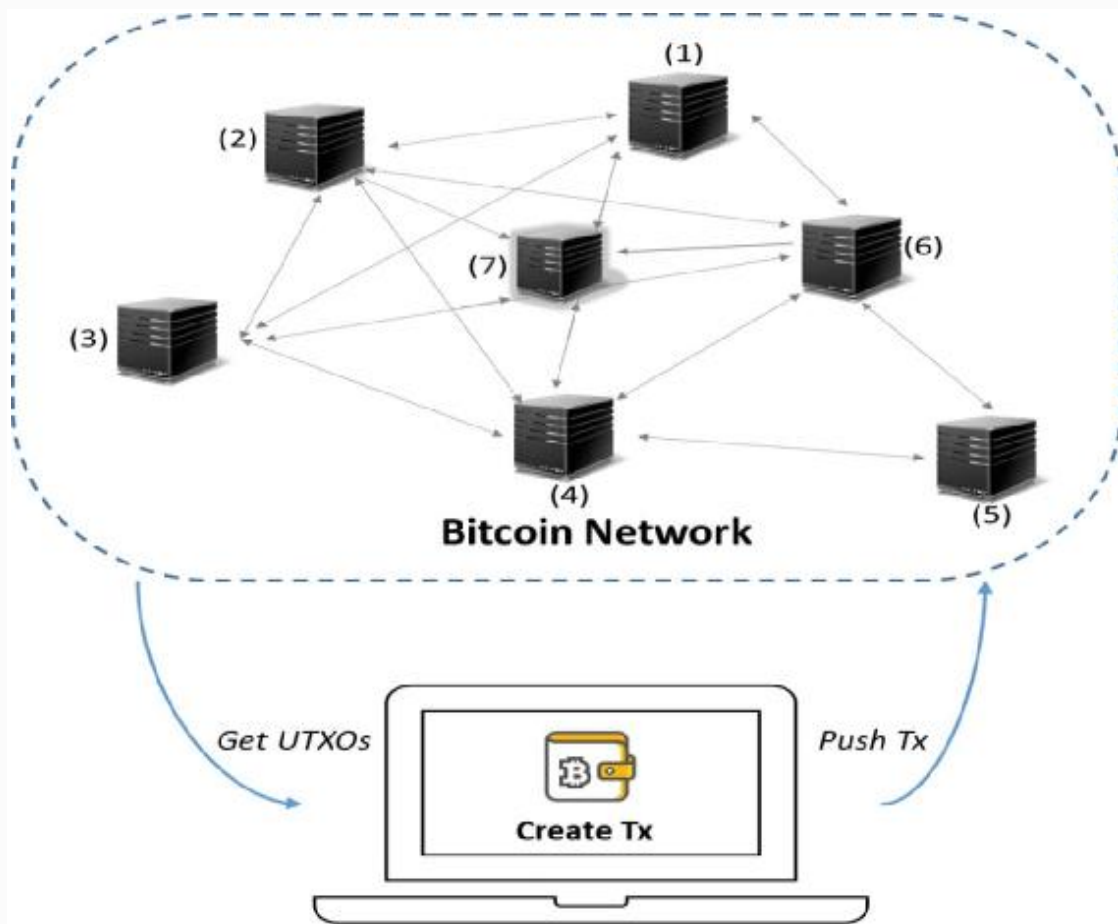 (1)
(2)
(7)
(6)
(3)
(4)
(5)
Bitcoin Network
Get UTXOs
Push Tx
Create Tx